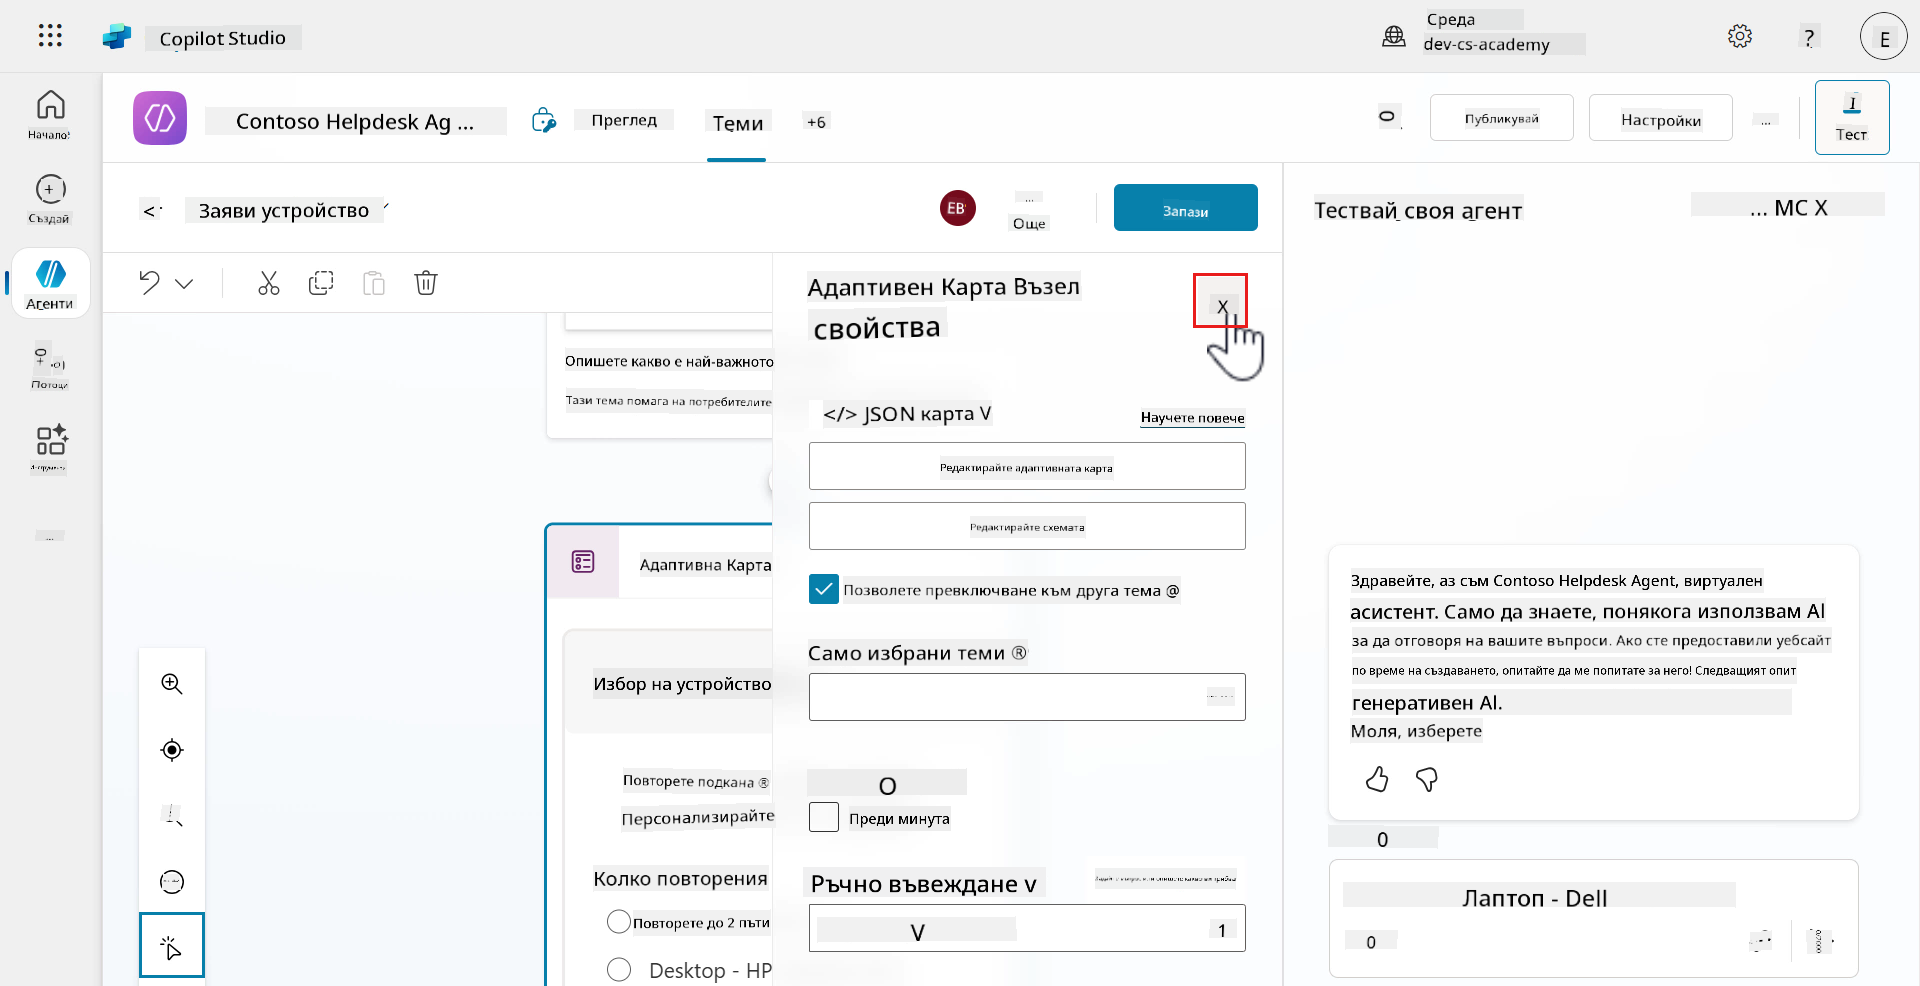 Copilot Studio
Среда
dev-cs-academy
?
E
Начало
Създай
Агенти
Потоци
...
Contoso Helpdesk Ag ...
Преглед
Теми
+6
Публикувай
Настройки
...
Тест
< Заяви устройство
EB
...
Още
Запази
Опишете какво е най-важното
Тази тема помага на потребителите
Адаптивна Карта
Избор на устройство
Повторете подкана ®
Персонализирайте
Колко повторения
Повторете до 2 пъти
Desktop - HP
Адаптивен Карта Възел
свойства
X
</> JSON карта V
Научете повече
Редактирайте адаптивната карта
Редактирайте схемата
Позволете превключване към друга тема @
Само избрани теми ®
O
Преди минута
Ръчно въвеждане v
V
1
Тествай своя агент
... МС X
Здравейте, аз съм Contoso Helpdesk Agent, виртуален
асистент. Само да знаете, понякога използвам AI
за да отговоря на вашите въпроси. Ако сте предоставили уебсайт
по време на създаването, опитайте да ме попитате за него! Следващият опит
генеративен AI.
Моля, изберете
0
Лаптоп - Dell
0